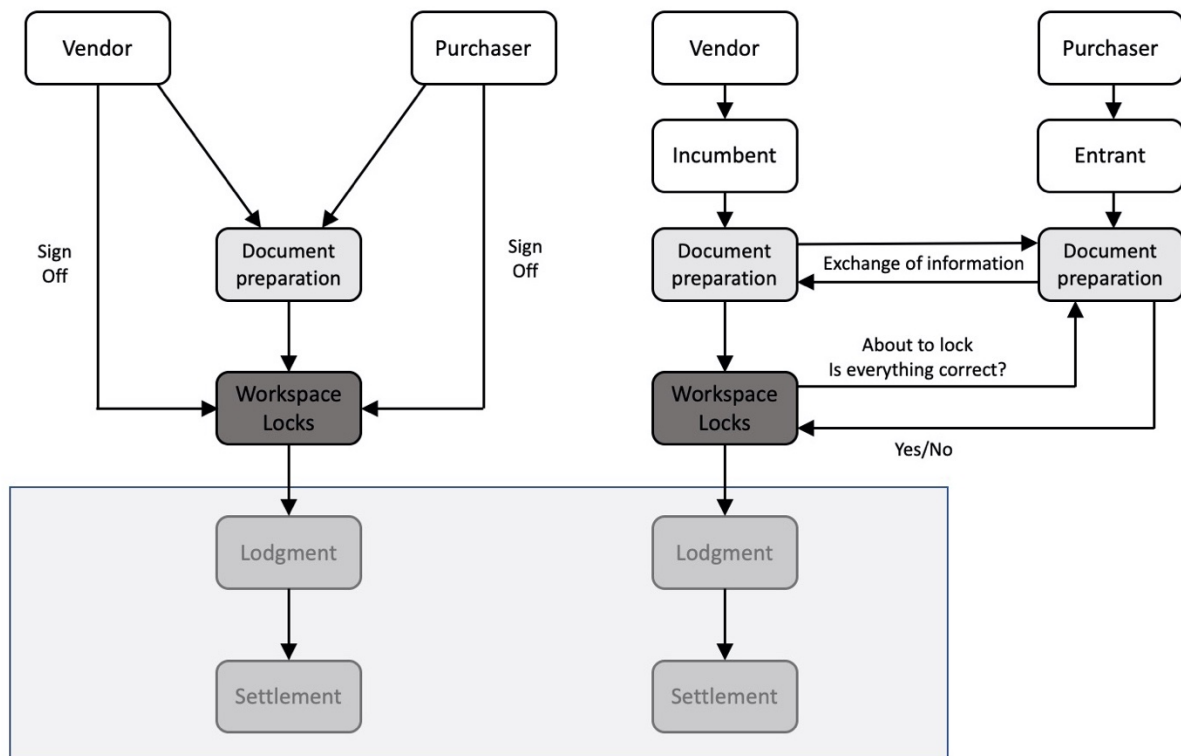 Vendor
Purchaser
Vendor
Purchaser
Incumbent
Entrant
Sign
Off
Document
preparation
Sign
Off
Document
preparation
Exchange of information
Document
preparation
About to lock
Is everything correct?
Workspace
Locks
Workspace
Locks
Yes/No
Lodgment
Lodgment
Settlement
Settlement